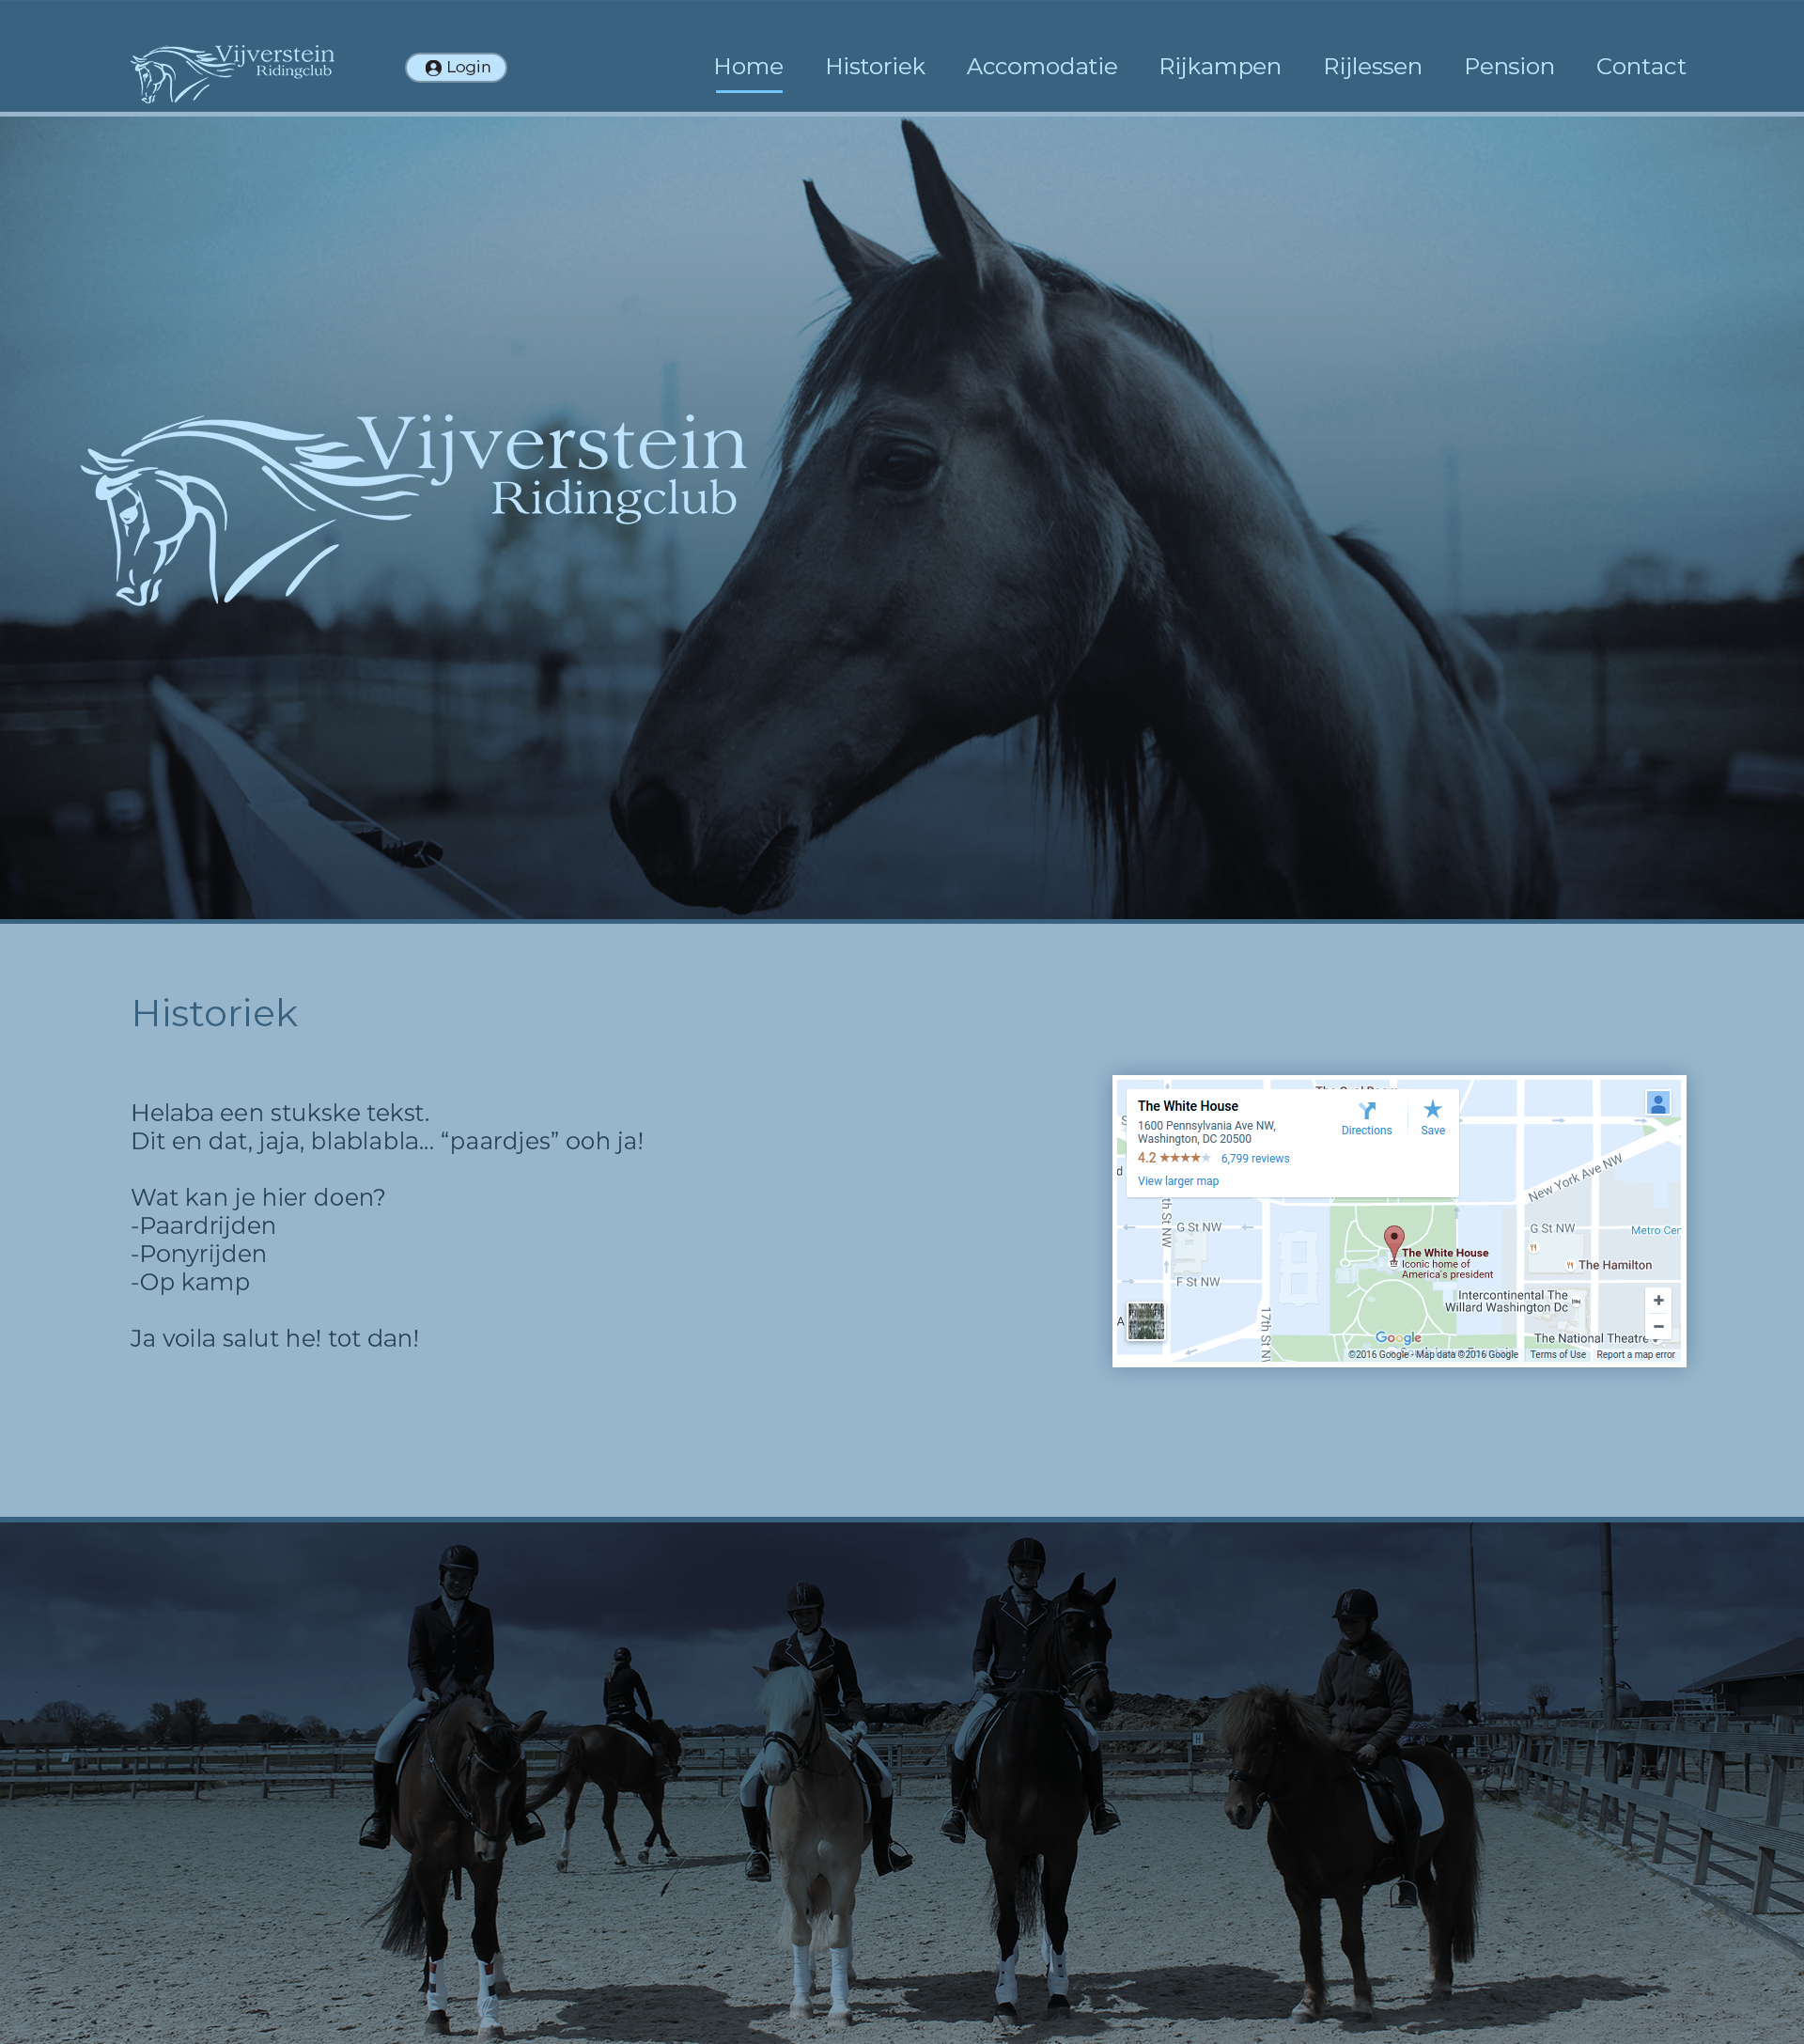 Vijverstein
Ridingclub
Login
Home Historiek Accomodatie Rijkampen Rijlessen Pension Contact
Vijverstein
Ridingclub
Historiek
Helaba een stukske tekst.
Dit en dat, jaja, blablabla... “paardjes” ooh ja!
Wat kan je hier doen?
-Paardrijden
-Ponyrijden
-Op kamp
Ja voila salut he! tot dan!
The White House
1600 Pennsylvania Ave NW,
Washington, DC 20500
4.2 ★★★★★ 6,799 reviews
View larger map
Directions
Save
New York Ave NW
th St NW
G St NW
G St NW
Metro Cen
The White House
Iconic home of
America's president
The Hamilton
F St NW
Intercontinental The
Willard Washington Dc
17th St N
The National Theatre
Google
©2016 Google - Map data ©2016 Google Terms of Use Report a map error
H